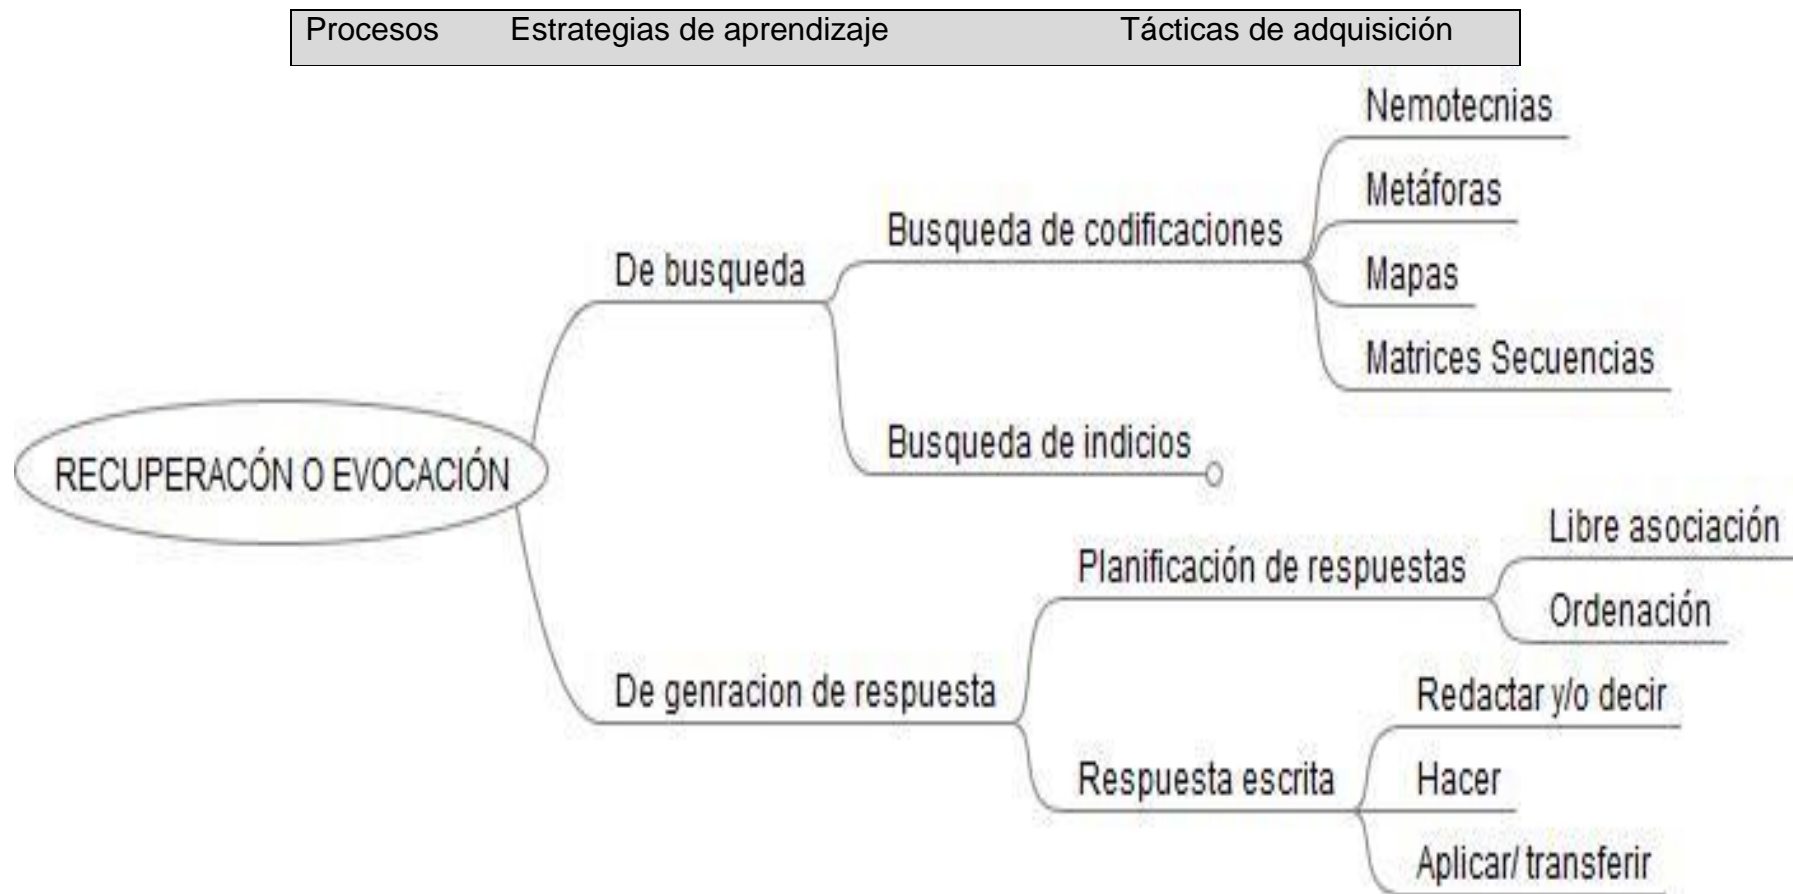 Procesos Estrategias de aprendizaje Tácticas de adquisición
Nemotecnias
Metáforas
Busqueda de codificaciones
De busqueda
Mapas
Matrices Secuencias
Busqueda de indicios
RECUPERACÓN O EVOCACIÓN
Libre asociación
Planificación de respuestas
Ordenación
De genracion de respuesta
Redactar y/o decir
Respuesta escrita
Hacer
Aplicar/ transferir